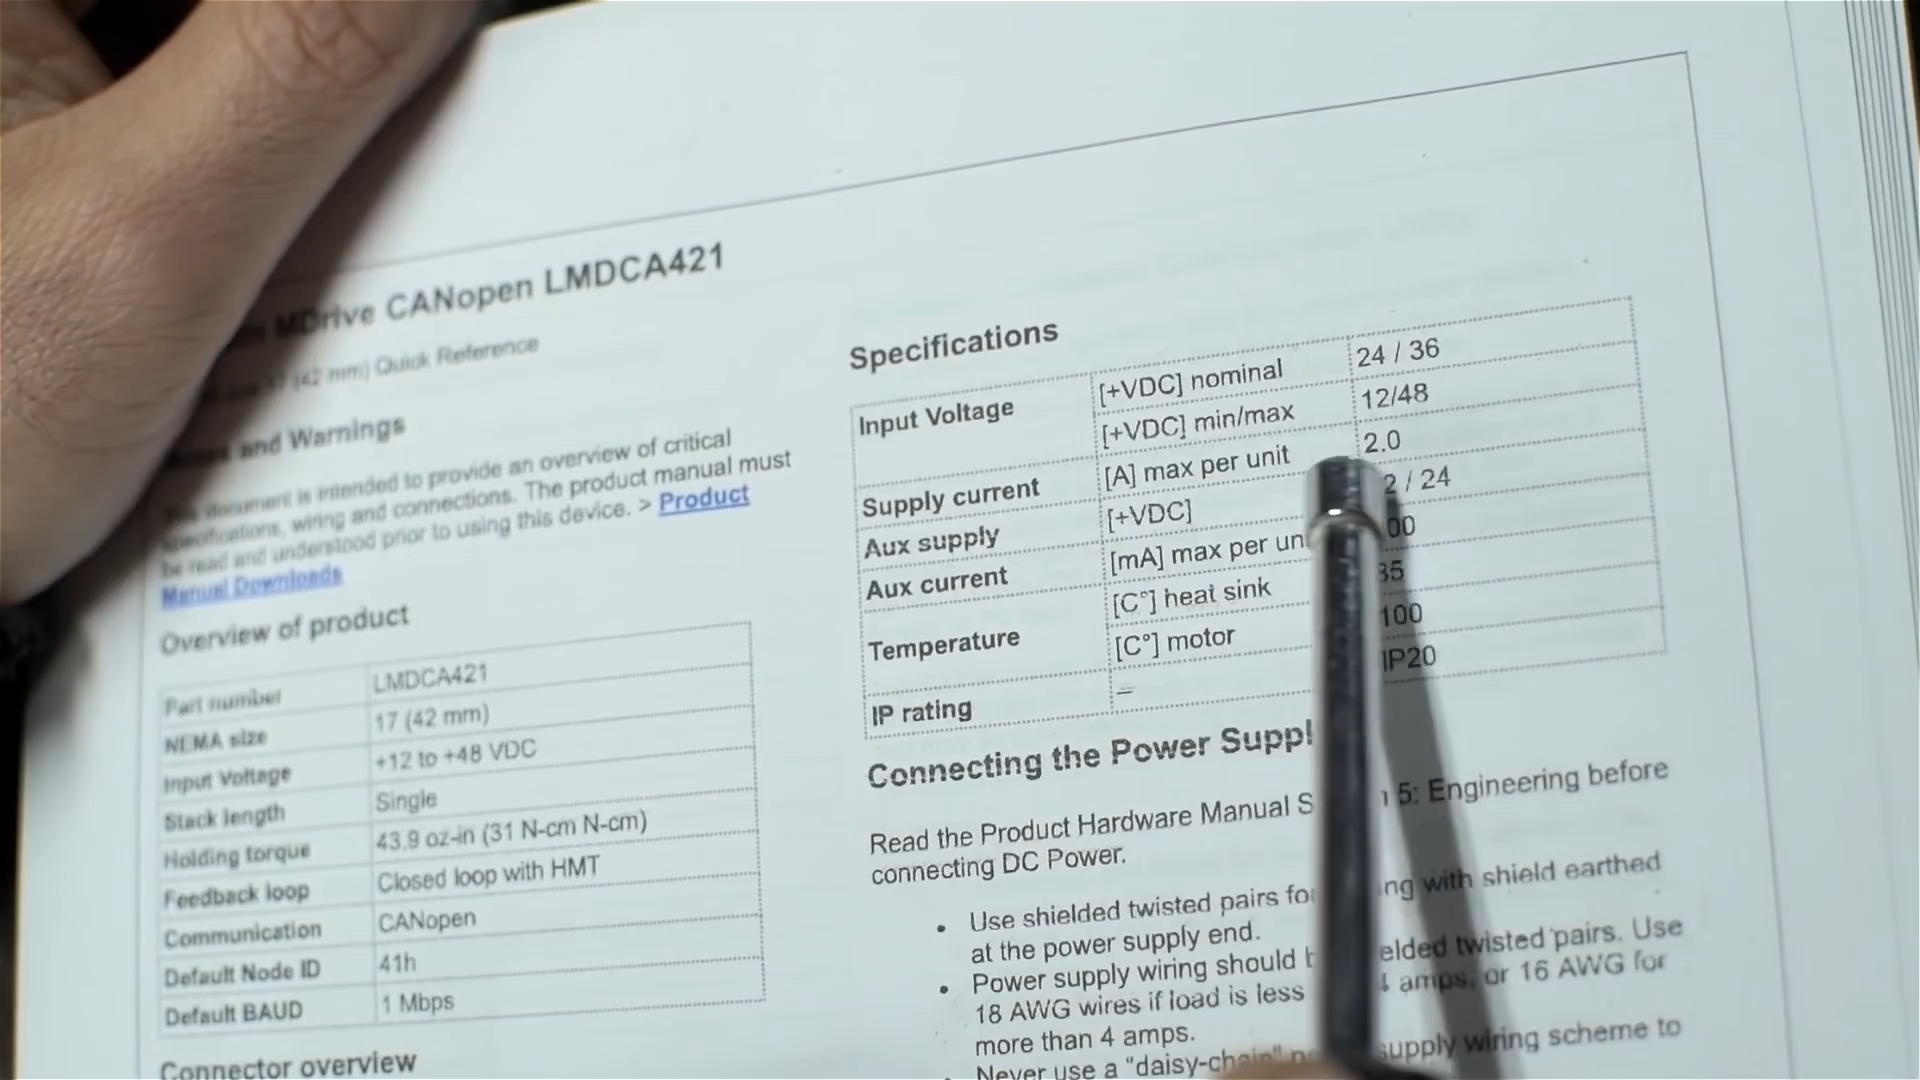 MDrive CANopen LMDCA421
17 (42 mm) Quick Reference
and Warnings
document is intended to provide an overview of critical
specifications, wiring and connections. The product manual must
be read and understood prior to using this device. > Product
Manual Downloads
Overview of product
Part number LMDCA421
NEMA size 17 (42 mm)
Input Voltage +12 to +48 VDC
Stack length Single
Holding torque 43.9 oz-in (31 N-cm N-cm)
Feedback loop Closed loop with HMT
Communication CANopen
Default Node ID 41h
Default BAUD 1 Mbps
Connector overview
Specifications
Input Voltage [+VDC] nominal 24 / 36
[+VDC] min/max 12/48
Supply current [A] max per unit 2.0
Aux supply [+VDC] 2 / 24
Aux current [mA] max per un 00
Temperature [C°] heat sink 85
[C°] motor 100
IP rating – IP20
Connecting the Power Suppl
Read the Product Hardware Manual S n 5: Engineering before
connecting DC Power.
• Use shielded twisted pairs fo ng with shield earthed
at the power supply end.
• Power supply wiring should b elded twisted pairs. Use
18 AWG wires if load is less 4 amps, or 16 AWG for
more than 4 amps.
Never use a "daisy-chain" p supply wiring scheme to